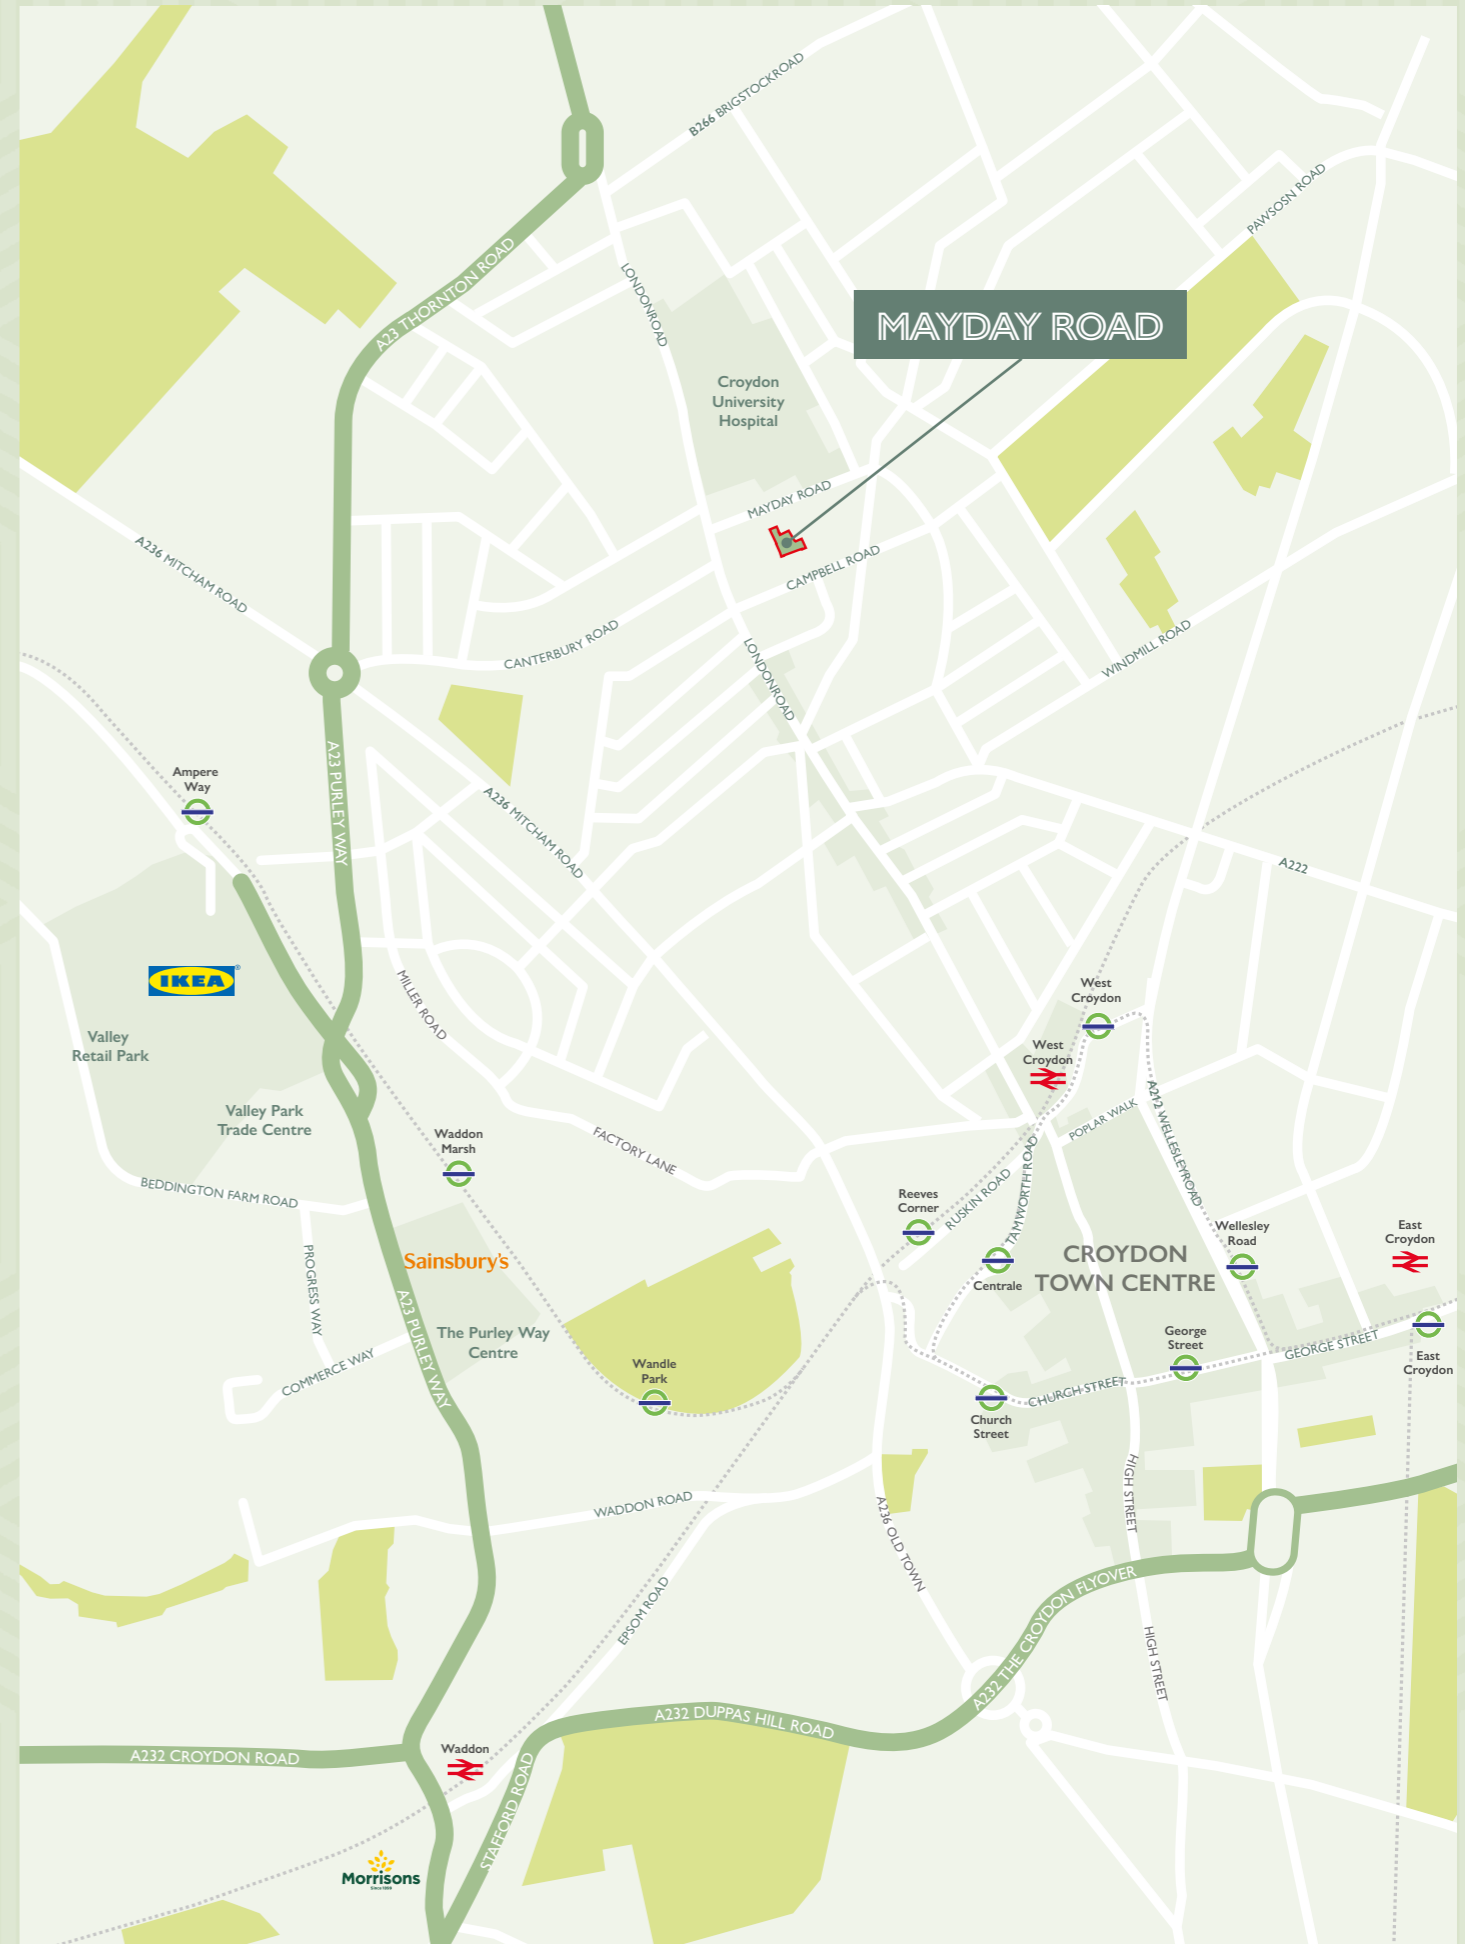 B266 BRIGSTOCKROAD
PAWSOSN ROAD
A23 THORNTON ROAD
LONDONROAD
MAYDAY ROAD
Croydon
University
Hospital
MAYDAY ROAD
CAMPBELL ROAD
A236 MITCHAM ROAD
CANTERBURY ROAD
LONDONROAD
WINDMILL ROAD
A23 PURLEY WAY
Ampere
Way
A236 MITCHAM ROAD
A222
IKEA
®
MILLER ROAD
West
Croydon
Valley
Retail Park
West
Croydon
Valley Park
Trade Centre
POPLAR WALK
A212 WELLESLEYROAD
Waddon
Marsh
FACTORY LANE
BEDDINGTON FARM ROAD
TAMWORTH ROAD
RUSKIN ROAD
Reeves
Corner
Wellesley
Road
East
Croydon
PROGRESS WAY
Sainsbury's
CROYDON
TOWN CENTRE
Centrale
A23 PURLEY WAY
The Purley Way
Centre
COMMERCE WAY
George
Street
GEORGE STREET
East
Croydon
Wandle
Park
CHURCH STREET
Church
Street
HIGH STREET
WADDON ROAD
A236 OLD TOWN
EPSOM ROAD
A232 THE CROYDON FLYOVER
HIGH STREET
A232 DUPPAS HILL ROAD
A232 CROYDON ROAD
Waddon
STAFFORD ROAD
Morrisons
Since 1899